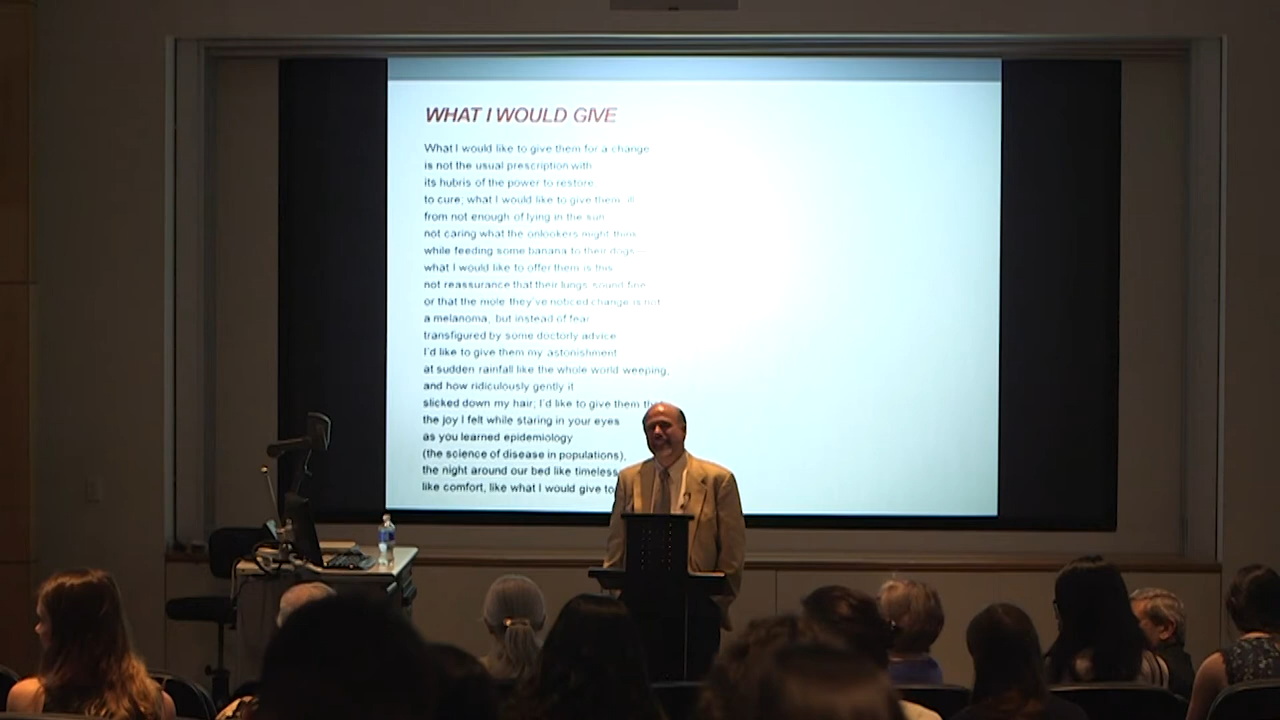 WHAT I WOULD GIVE
What I would like to give them for a change
is not the usual prescription with
its hubris of the power to restore,
to cure; what I would like to give them, ill
from not enough of lying in the sun
not caring what the onlookers might think
while feeding some banana to their dogs—
what I would like to offer them is this,
not reassurance that their lungs sound fine,
or that the mole they've noticed change is not
a melanoma, but instead of fear
transfigured by some doctorly advice
I'd like to give them my astonishment
at sudden rainfall like the whole world weeping,
and how ridiculously gently it
slicked down my hair; I'd like to give them
the joy I felt while staring in your eyes
as you learned epidemiology
(the science of disease in populations),
the night around our bed like timeless
like comfort, like what I would give to